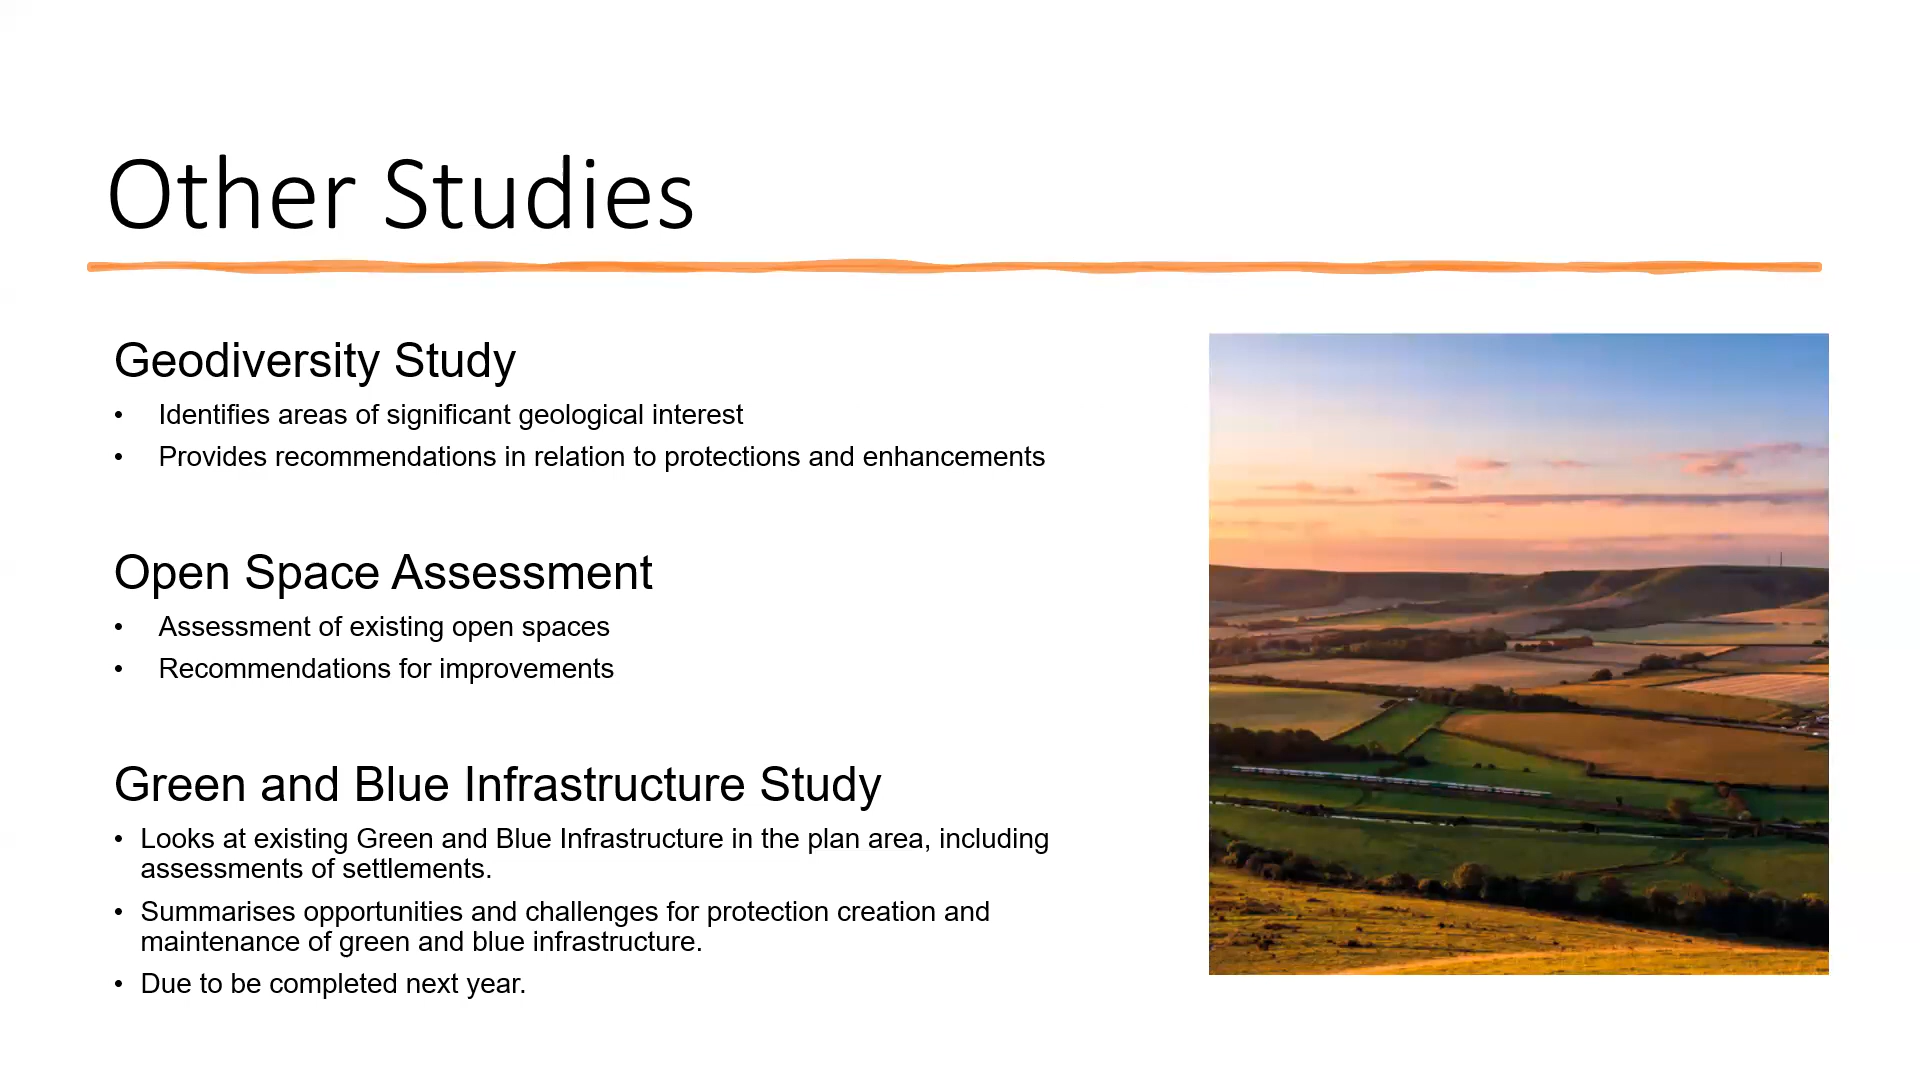 Other Studies
Geodiversity Study
• Identifies areas of significant geological interest
• Provides recommendations in relation to protections and enhancements
Open Space Assessment
• Assessment of existing open spaces
• Recommendations for improvements
Green and Blue Infrastructure Study
• Looks at existing Green and Blue Infrastructure in the plan area, including
assessments of settlements.
• Summarises opportunities and challenges for protection creation and
maintenance of green and blue infrastructure.
• Due to be completed next year.